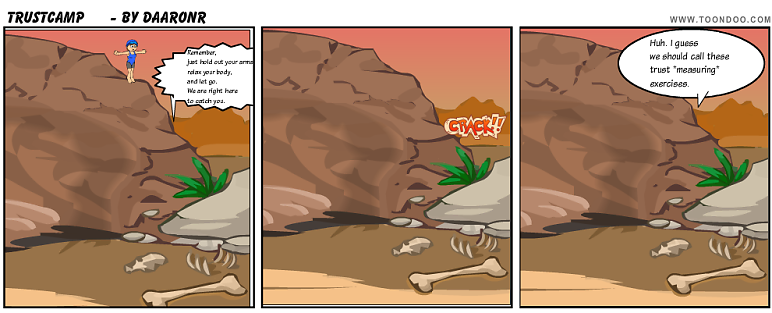 TRUSTCAMP - BY DAARONR
WWW.TOONDOO.COM
Remember,
just hold out your arms
relax your body,
and let go.
We are right here
to catch you.
CRACK!!
Huh. I guess
we should call these
trust "measuring"
exercises.